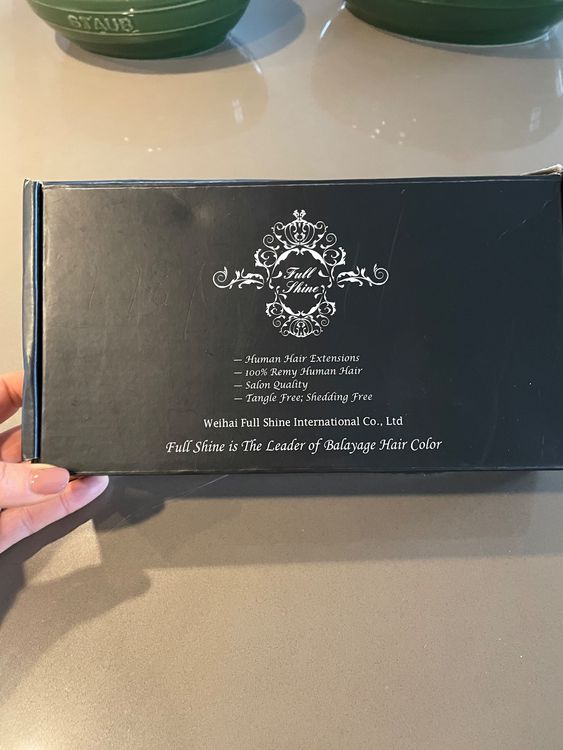 STAUB
Full
Shine
— Human Hair Extensions
— 100% Remy Human Hair
— Salon Quality
— Tangle Free; Shedding Free
Weihai Full Shine International Co., Ltd
Full Shine is The Leader of Balayage Hair Color